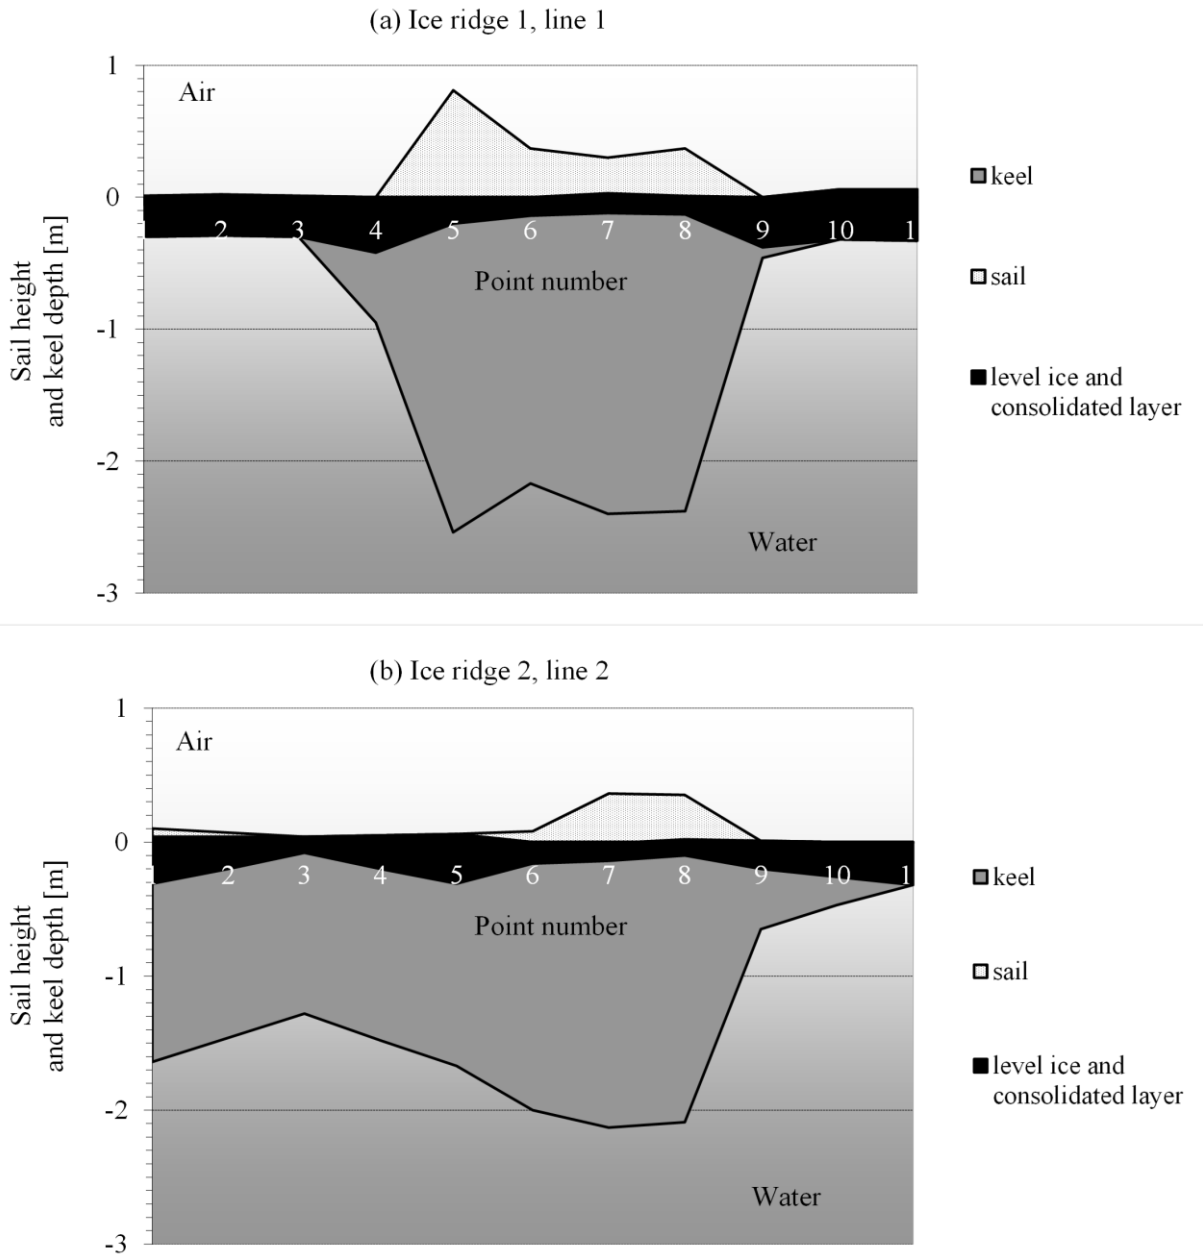 (a) Ice ridge 1, line 1
1
Air
keel
0
2 3 4 5 6 7 8 9 10 1
Sail height
and keel depth [m]
Point number
sail
-1
level ice and
consolidated layer
-2
Water
-3
(b) Ice ridge 2, line 2
1
Air
0
2 3 4 5 6 7 8 9 10 1
keel
Sail height
and keel depth [m]
Point number
sail
-1
level ice and
consolidated layer
-2
Water
-3